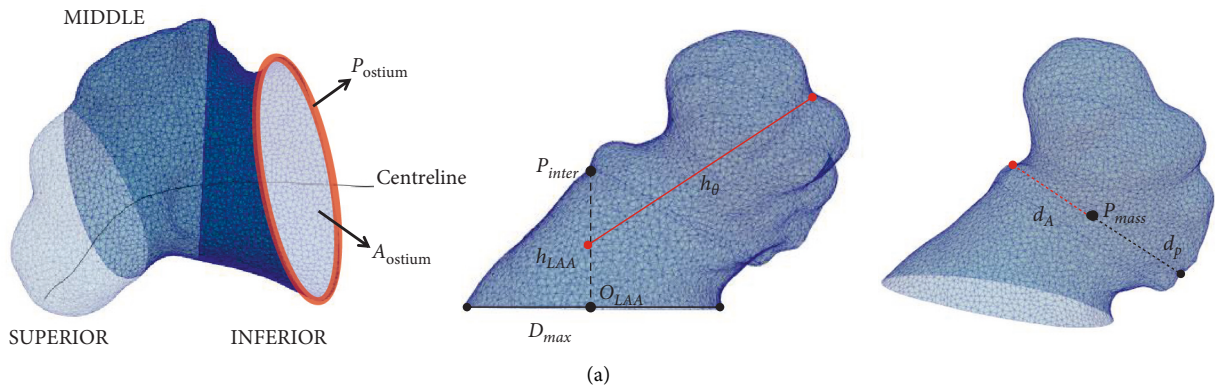 MIDDLE
P_ostium
Centreline
A_ostium
SUPERIOR
INFERIOR
P_inter
h_θ
h_LAA
O_LAA
D_max
P_mass
d_A
d_p
(a)